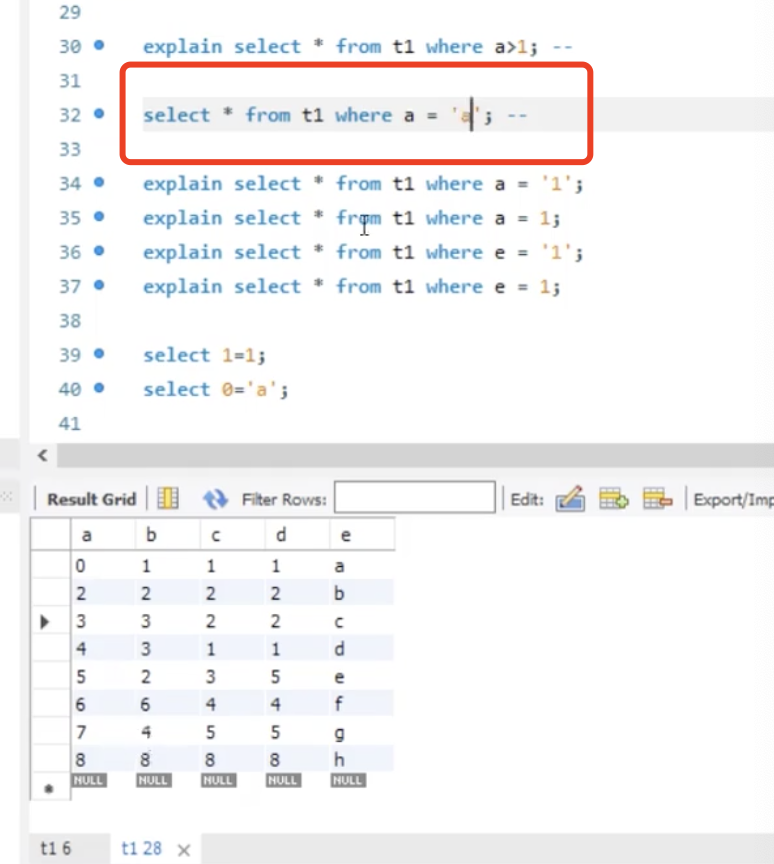 29
30 explain select * from t1 where a>1; --
31
32 select * from t1 where a = 'a'; --
33
34 explain select * from t1 where a = '1';
35 explain select * from t1 where a = 1;
36 explain select * from t1 where e = '1';
37 explain select * from t1 where e = 1;
38
39 select 1=1;
40 select 0='a';
41
Result Grid Filter Rows: Edit: Export/Imp
a b c d e
0 1 1 1 a
2 2 2 2 b
3 3 2 2 c
4 3 1 1 d
5 2 3 5 e
6 6 4 4 f
7 4 5 5 g
8 8 8 8 h
NULL NULL NULL NULL NULL
t1 6 t1 28